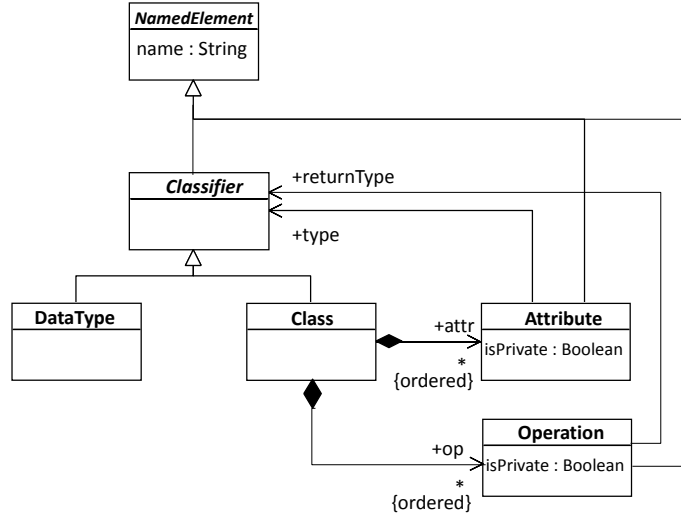 NamedElement
name : String
Classifier
+returnType
+type
DataType
Class
+attr
*
{ordered}
Attribute
isPrivate : Boolean
+op
*
{ordered}
Operation
isPrivate : Boolean